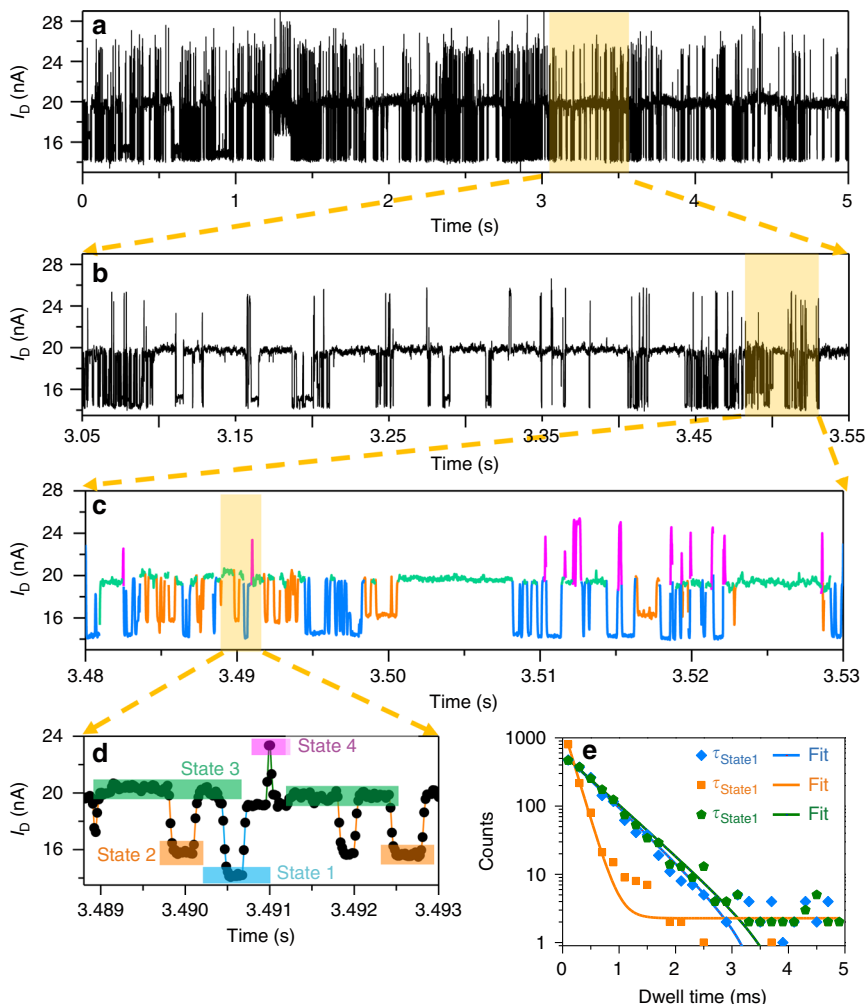 a
I_D (nA)
28
24
20
16
0 1 2 3 4 5
Time (s)
b
I_D (nA)
28
24
20
16
3.05 3.15 3.25 3.35 3.45 3.55
Time (s)
c
I_D (nA)
28
24
20
16
3.48 3.49 3.50 3.51 3.52 3.53
Time (s)
d
I_D (nA)
24
20
16
State 4
State 3
State 2
State 1
3.489 3.490 3.491 3.492 3.493
Time (s)
e
Counts
1000
100
10
1
τ_State1 Fit
τ_State1 Fit
τ_State1 Fit
0 1 2 3 4 5
Dwell time (ms)